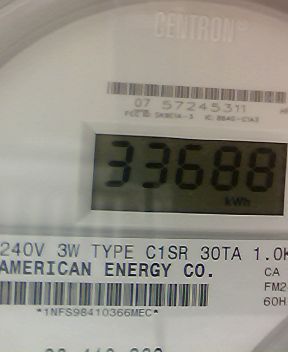 CENTRON®
07 57245311
33688
kWh
240V 3W TYPE C1SR 30TA 1.0K
AMERICAN ENERGY CO.
CA
FM2
60H
*1NFS98410366MEC*